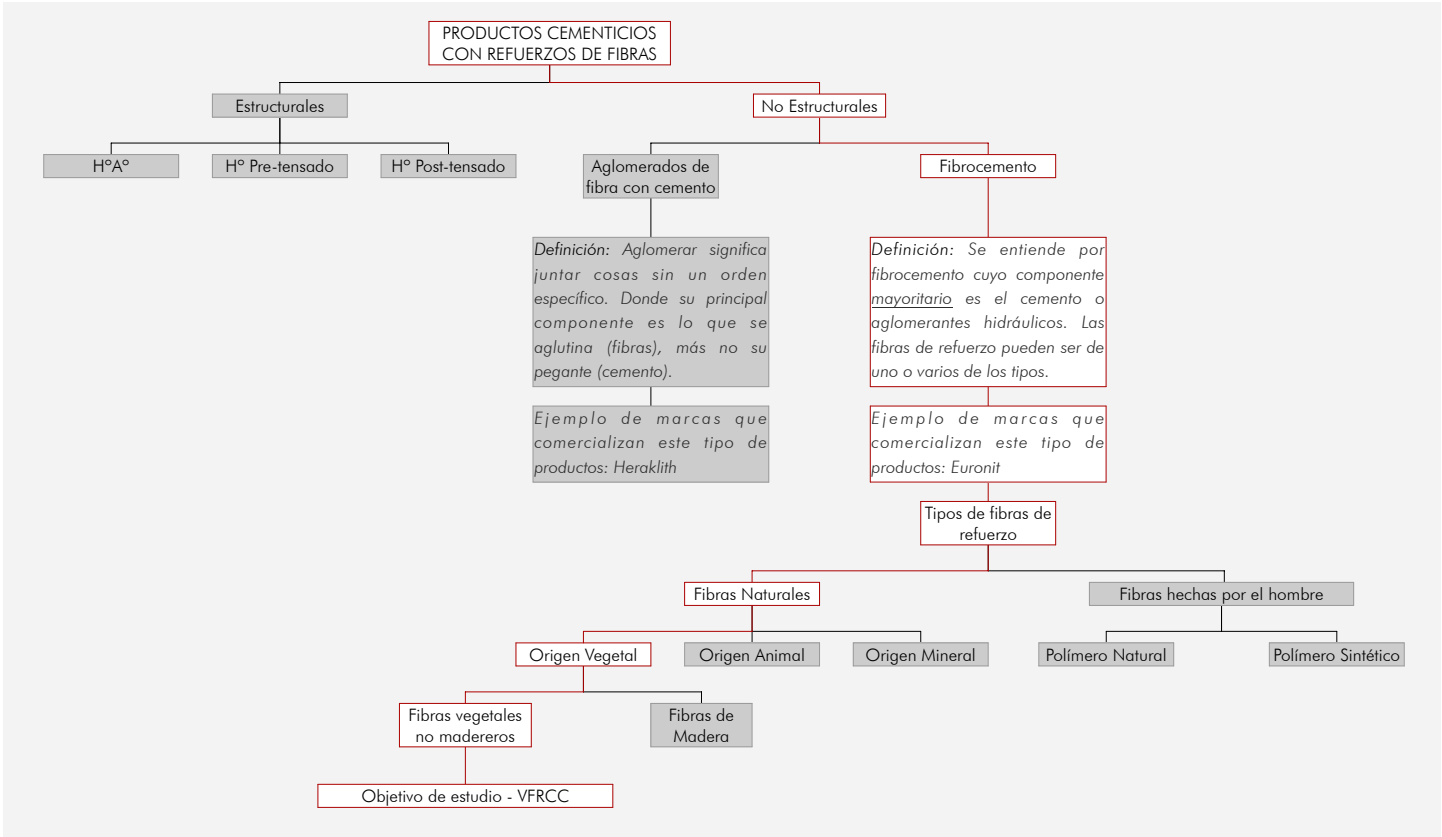 PRODUCTOS CEMENTICIOS
CON REFUERZOS DE FIBRAS
Estructurales
No Estructurales
HºAº
Hº Pre-tensado
Hº Post-tensado
Aglomerados de
fibra con cemento
Fibrocemento
Definición: Aglomerar significa
juntar cosas sin un orden
específico. Donde su principal
componente es lo que se
aglutina (fibras), más no su
pegante (cemento).
Definición: Se entiende por
fibrocemento cuyo componente
mayoritario es el cemento o
aglomerantes hidráulicos. Las
fibras de refuerzo pueden ser de
uno o varios de los tipos.
Ejemplo de marcas que
comercializan este tipo de
productos: Heraklith
Ejemplo de marcas que
comercializan este tipo de
productos: Euronit
Tipos de fibras de
refuerzo
Fibras Naturales
Fibras hechas por el hombre
Origen Vegetal
Origen Animal
Origen Mineral
Polímero Natural
Polímero Sintético
Fibras vegetales
no madereros
Fibras de
Madera
Objetivo de estudio - VFRCC